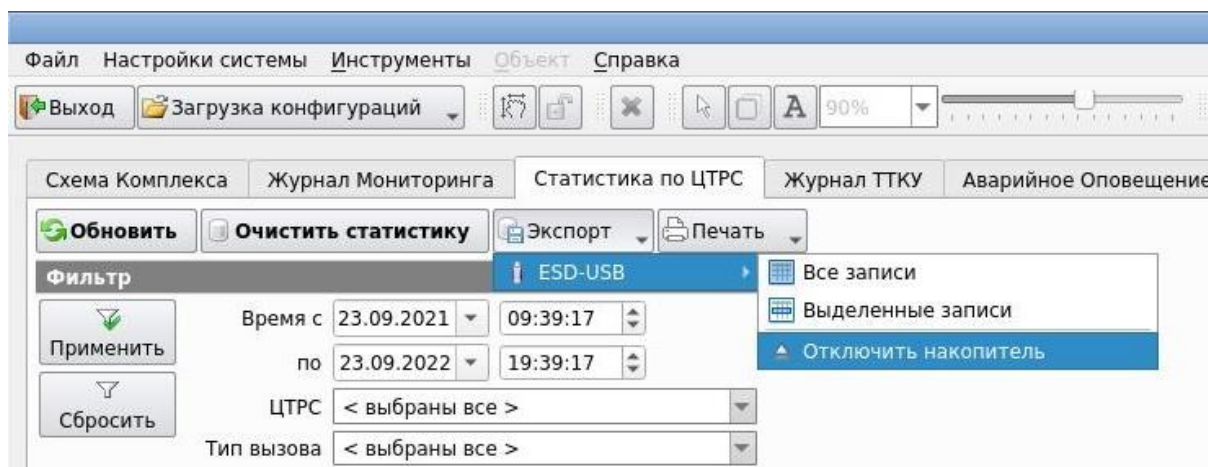 Файл Настройки системы Инструменты Объект Справка
Выход Загрузка конфигураций 90%
Схема Комплекса Журнал Мониторинга Статистика по ЦТРС Журнал ТТКУ Аварийное Оповещение
Обновить Очистить статистику Экспорт Печать
Фильтр ESD-USB Все записи
Выделенные записи
Отключить накопитель
Применить Время с 23.09.2021 09:39:17
по 23.09.2022 19:39:17
Сбросить ЦТРС < выбраны все >
Тип вызова < выбраны все >